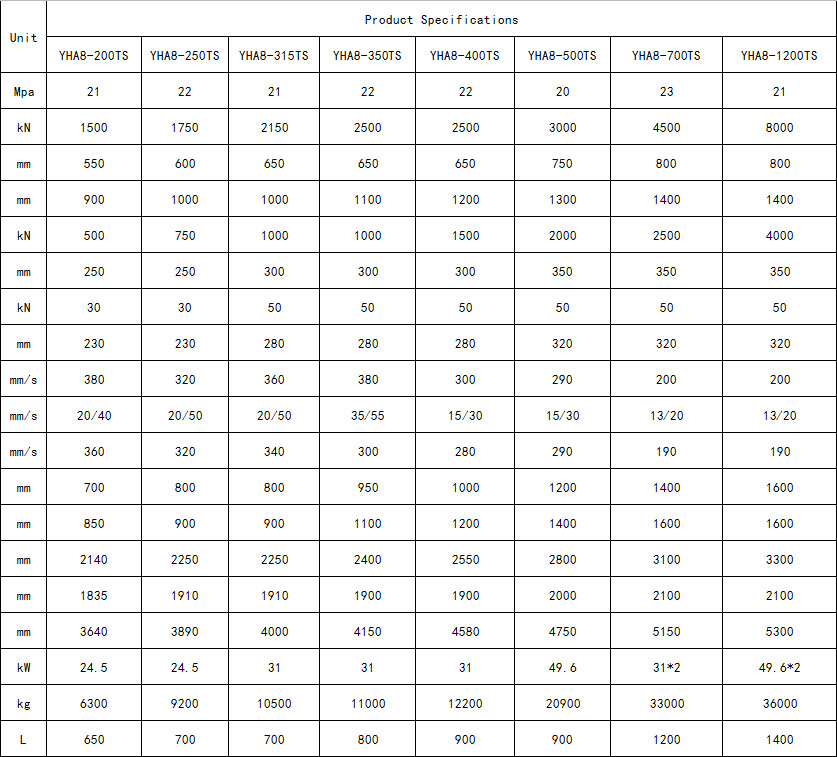 Product Specifications
Unit
YHA8-200TS YHA8-250TS YHA8-315TS YHA8-350TS YHA8-400TS YHA8-500TS YHA8-700TS YHA8-1200TS
Mpa 21 22 21 22 22 20 23 21
kN 1500 1750 2150 2500 2500 3000 4500 8000
mm 550 600 650 650 650 750 800 800
mm 900 1000 1000 1100 1200 1300 1400 1400
kN 500 750 1000 1000 1500 2000 2500 4000
mm 250 250 300 300 300 350 350 350
kN 30 30 50 50 50 50 50 50
mm 230 230 280 280 280 320 320 320
mm/s 380 320 360 380 300 290 200 200
mm/s 20/40 20/50 20/50 35/55 15/30 15/30 13/20 13/20
mm/s 360 320 340 300 280 290 190 190
mm 700 800 800 950 1000 1200 1400 1600
mm 850 900 900 1100 1200 1400 1600 1600
mm 2140 2250 2250 2400 2550 2800 3100 3300
mm 1835 1910 1910 1900 1900 2000 2100 2100
mm 3640 3890 4000 4150 4580 4750 5150 5300
kW 24.5 24.5 31 31 31 49.6 31*2 49.6*2
kg 6300 9200 10500 11000 12200 20900 33000 36000
L 650 700 700 800 900 900 1200 1400